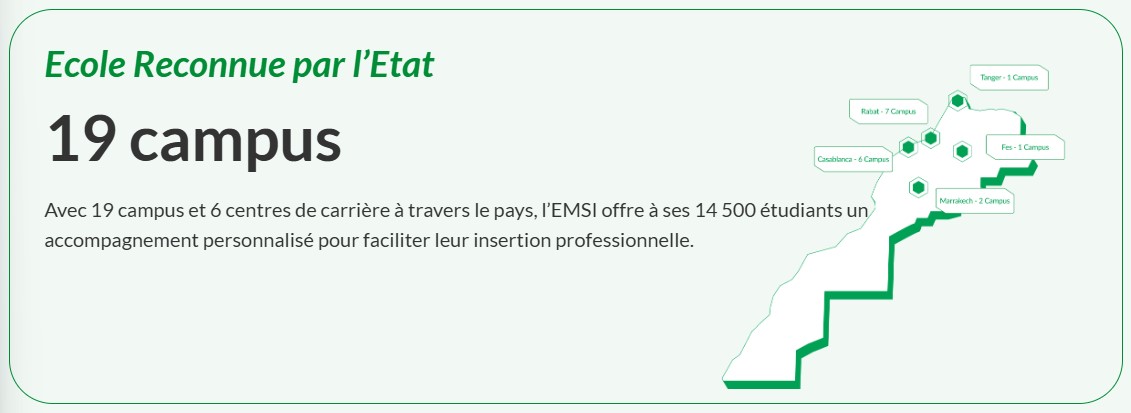 Ecole Reconnue par l’Etat
19 campus
Avec 19 campus et 6 centres de carrière à travers le pays, l’EMSI offre à ses 14 500 étudiants un
accompagnement personnalisé pour faciliter leur insertion professionnelle.
Tanger - 1 Campus
Rabat - 7 Campus
Fes - 1 Campus
Casablanca - 6 Campus
Marrakech - 2 Campus